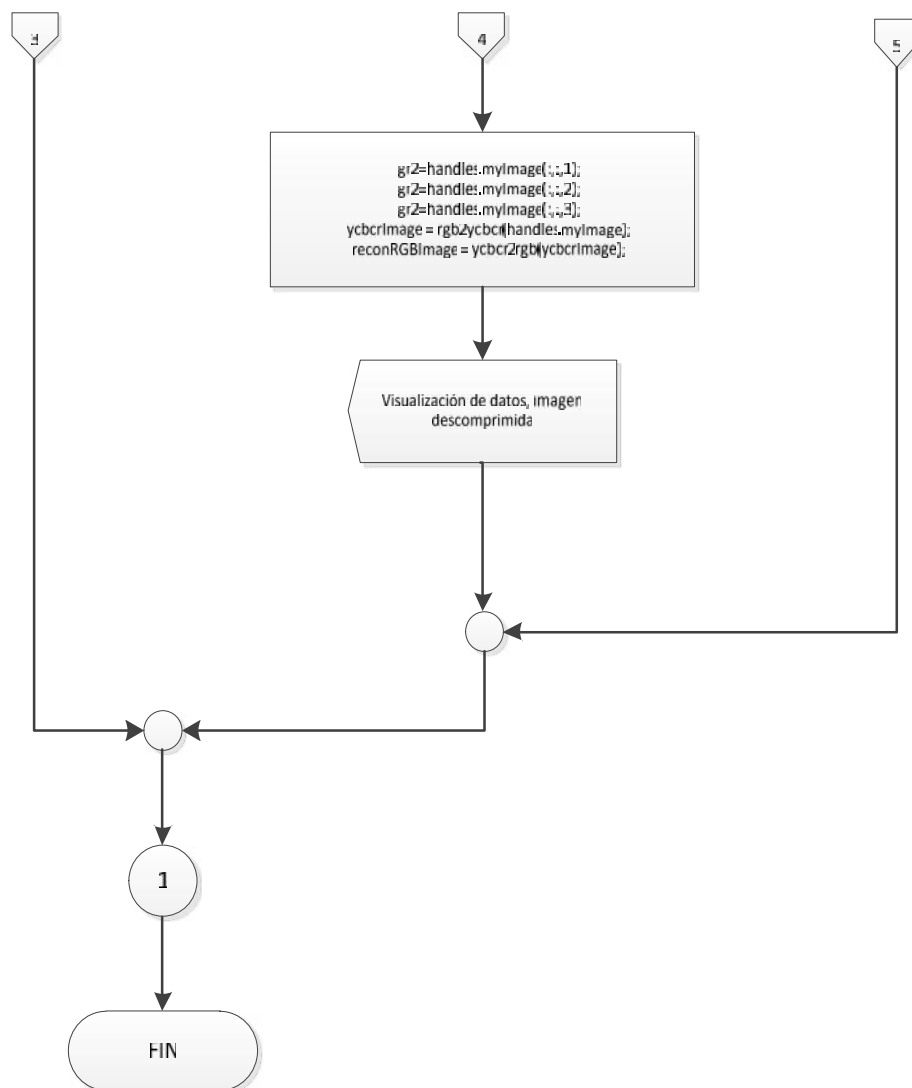 3
4
5
gr2=handles.myImage(:,:,1);
gr2=handles.myImage(:,:,2);
gr2=handles.myImage(:,:,3);
ycbcrImage = rgb2ycbcr(handles.myImage);
reconRGBImage = ycbcr2rgb(ycbcrImage);
Visualización de datos, imagen
descomprimida
1
FIN